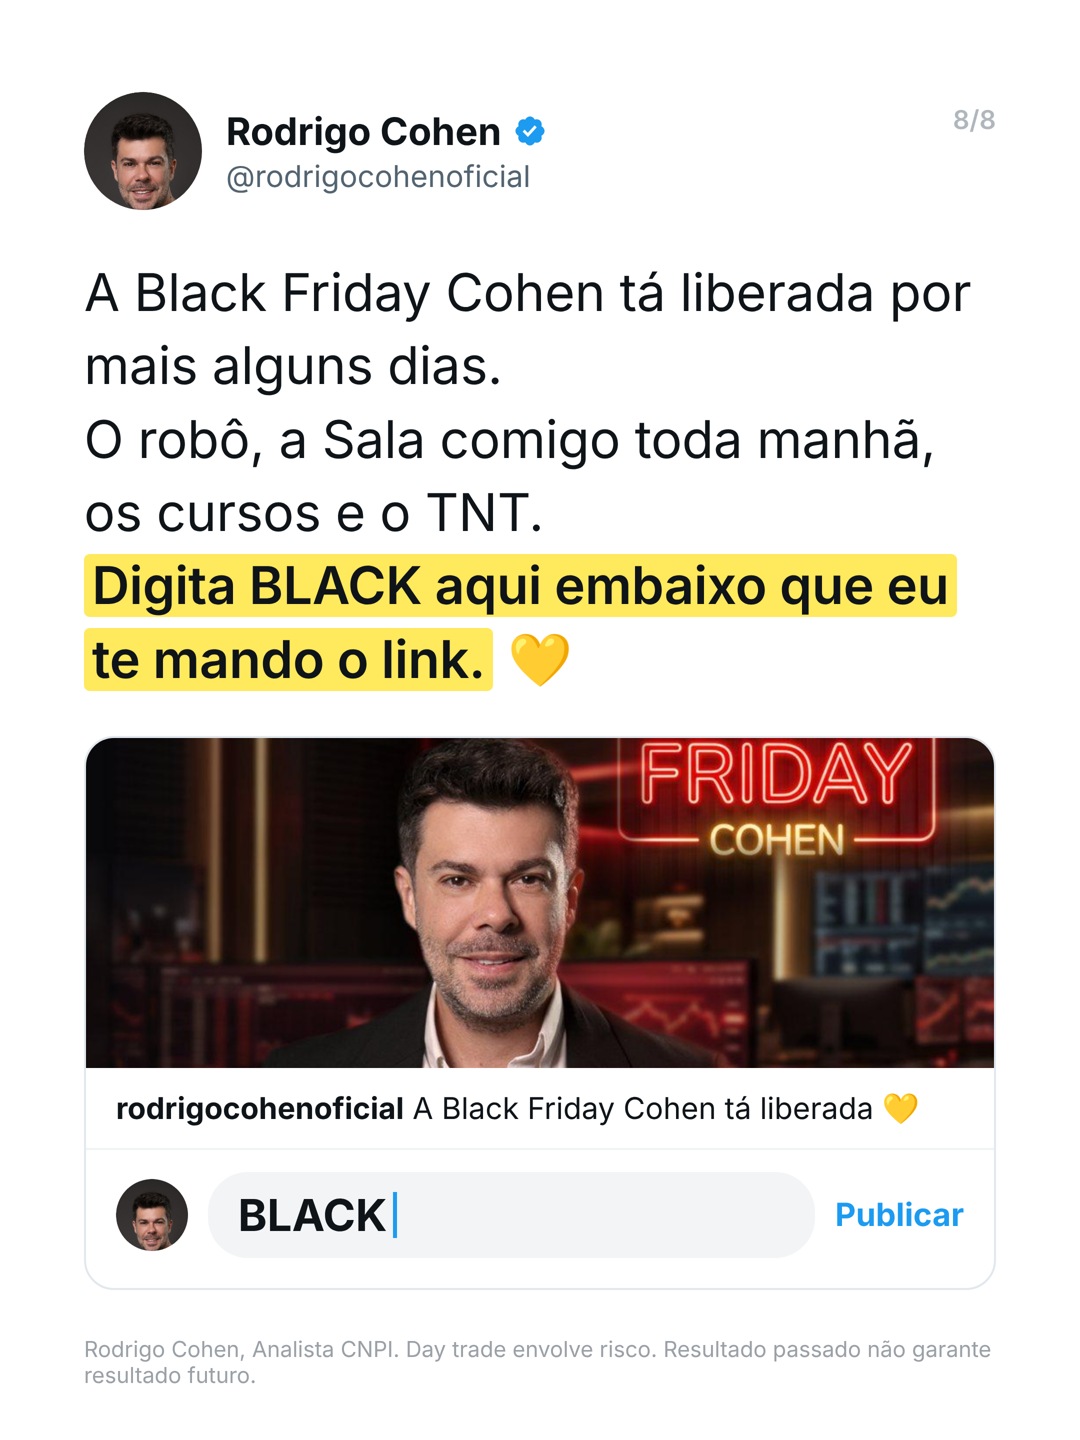 Rodrigo Cohen
8/8
@rodrigocohenoficial
A Black Friday Cohen tá liberada por
mais alguns dias.
O robô, a Sala comigo toda manhã,
os cursos e o TNT.
Digita BLACK aqui embaixo que eu
te mando o link. 💛
FRIDAY
COHEN
rodrigocohenoficial A Black Friday Cohen tá liberada 💛
BLACK
Publicar
Rodrigo Cohen, Analista CNPI. Day trade envolve risco. Resultado passado não garante
resultado futuro.